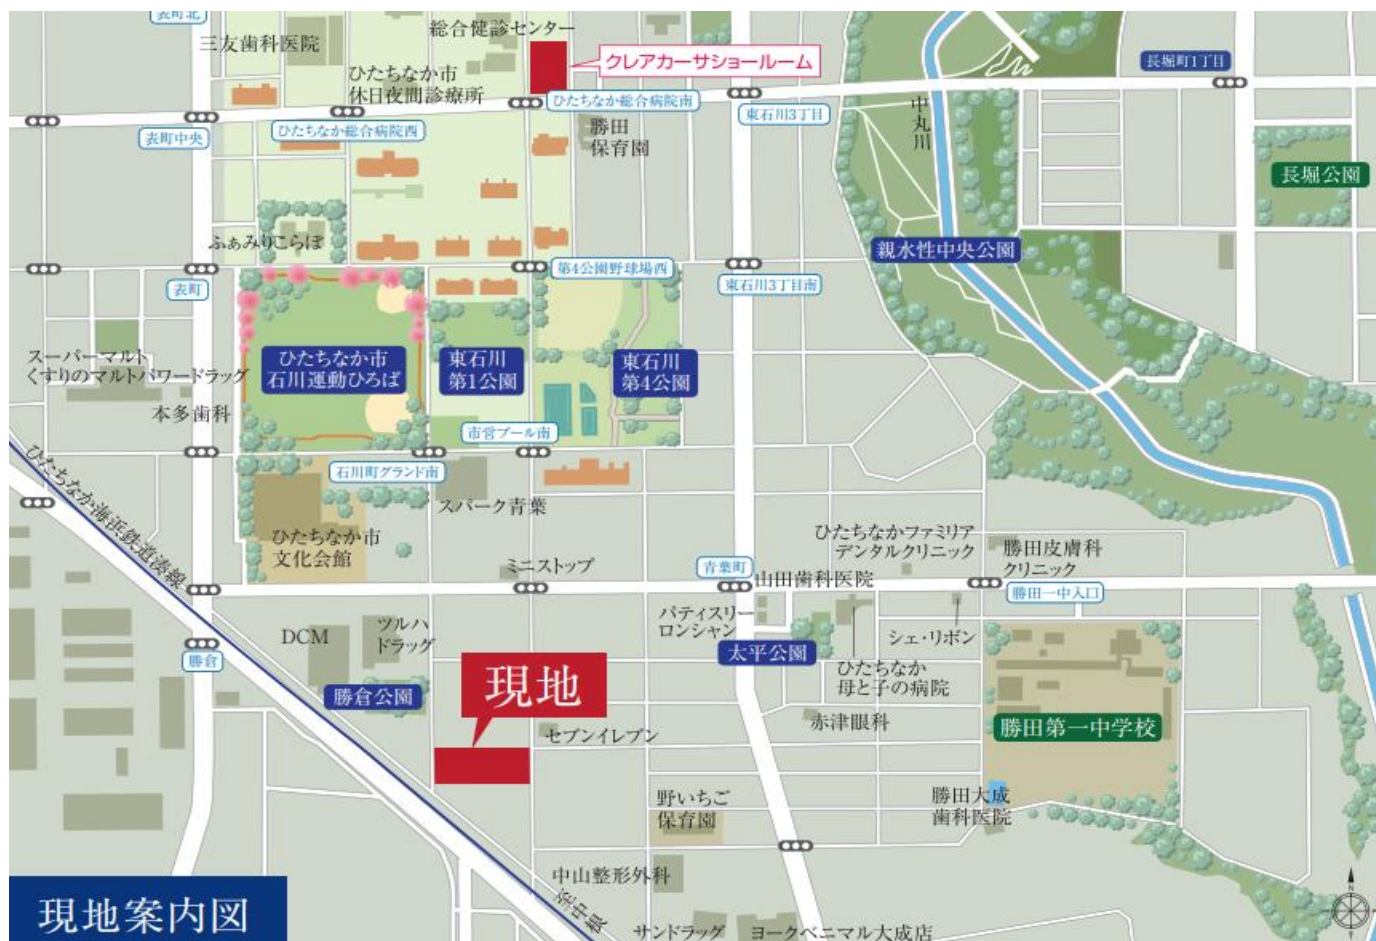 表町北
三友歯科医院
総合健診センター
クレアカーサショールーム
ひたちなか市
休日夜間診療所
長堀町1丁目
ひたちなか総合病院南
東石川3丁目
中丸川
表町中央
ひたちなか総合病院西
勝田
保育園
長堀公園
ふぁみりこらぼ
親水性中央公園
第4公園野球場西
表町
東石川3丁目南
スーパーマルト
くすりのマルトパワードラッグ
ひたちなか市
石川運動ひろば
東石川
第1公園
東石川
第4公園
本多歯科
市営プール南
石川町グランド南
ひたちなか海浜鉄道湊線
スパーク青葉
ひたちなか市
文化会館
ミニストップ
ひたちなかファミリア
デンタルクリニック
勝田皮膚科
クリニック
青葉町
山田歯科医院
勝田一中入口
パティスリー
ロンシャン
DCM
ツルハ
ドラッグ
シェ・リボン
太平公園
勝倉
現地
ひたちなか
母と子の病院
勝倉公園
赤津眼科
勝田第一中学校
セブンイレブン
野いちご
保育園
勝田大成
歯科医院
中山整形外科
至中根
現地案内図
サンドラッグ
ヨークベニマル大成店
N